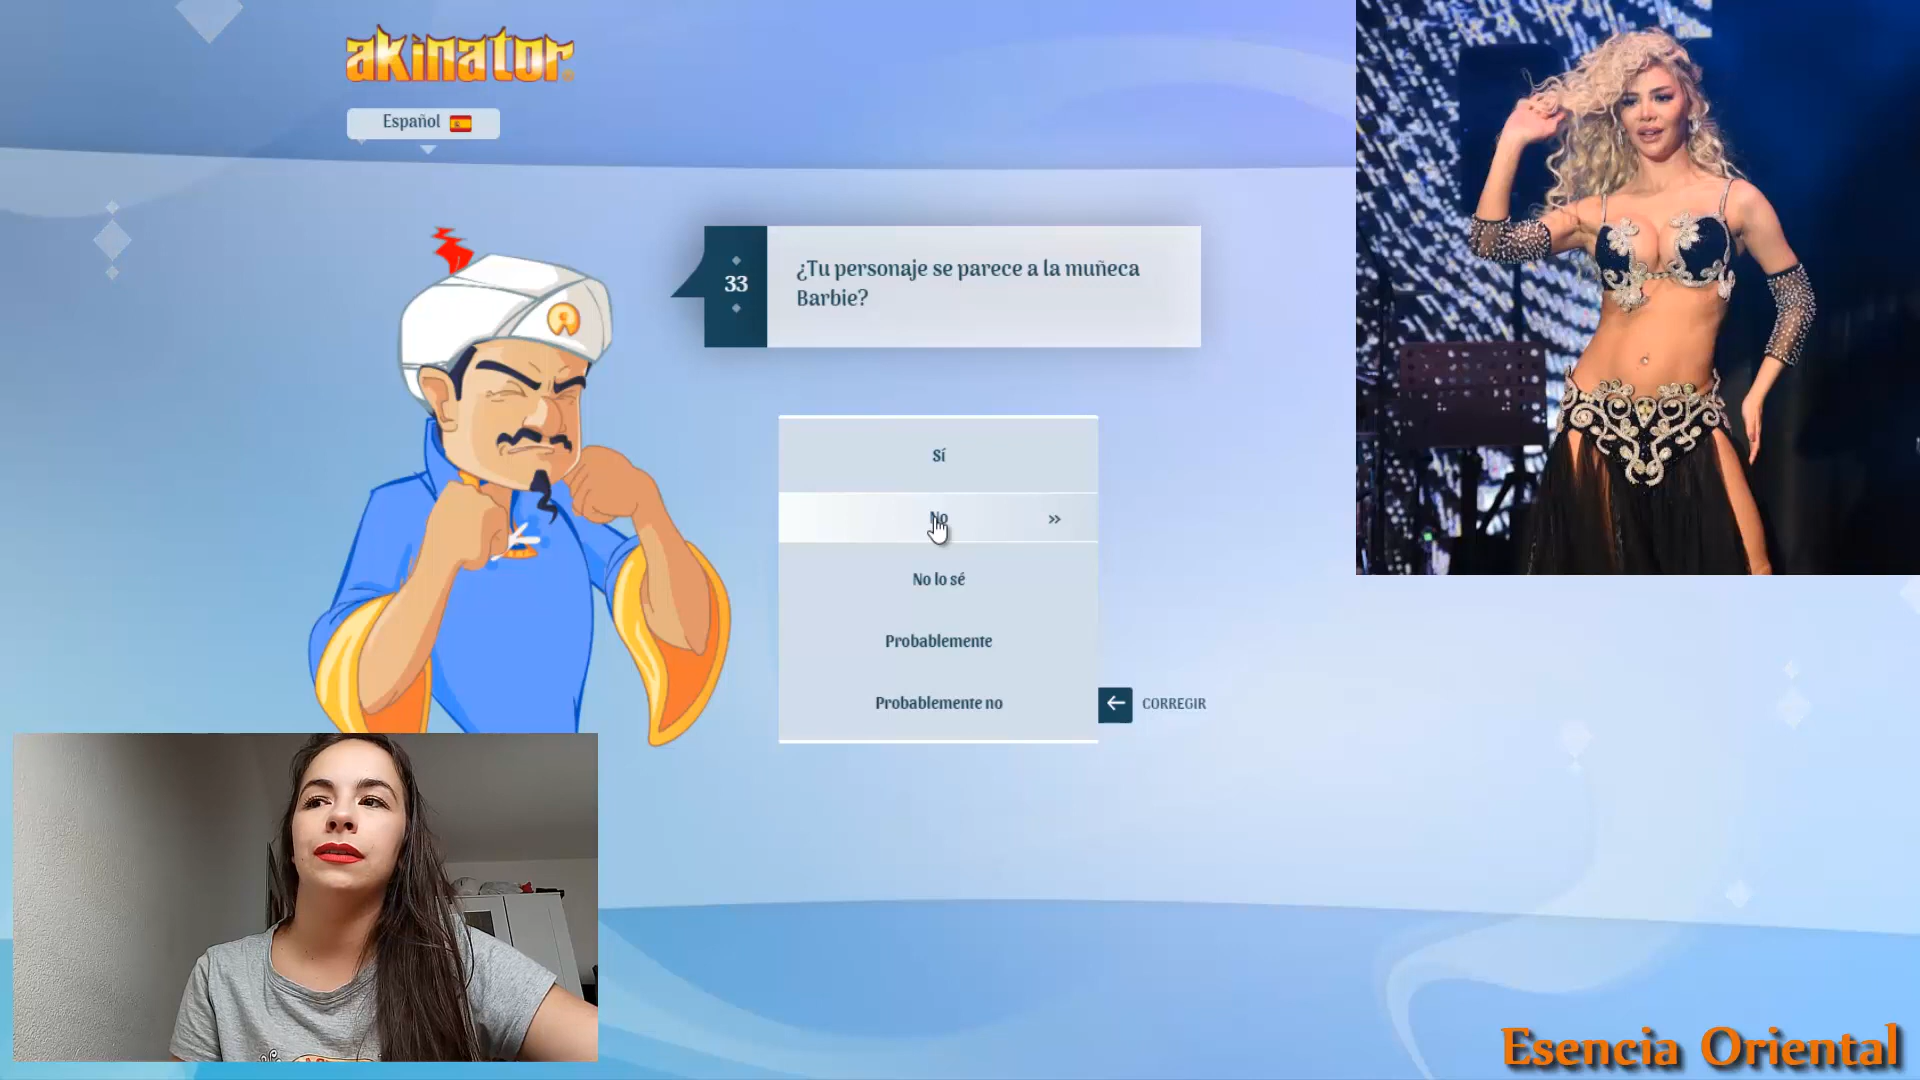 akinator
Español
33
¿Tu personaje se parece a la muñeca
Barbie?
Sí
No
No lo sé
Probablemente
Probablemente no
CORREGIR
Esencia Oriental